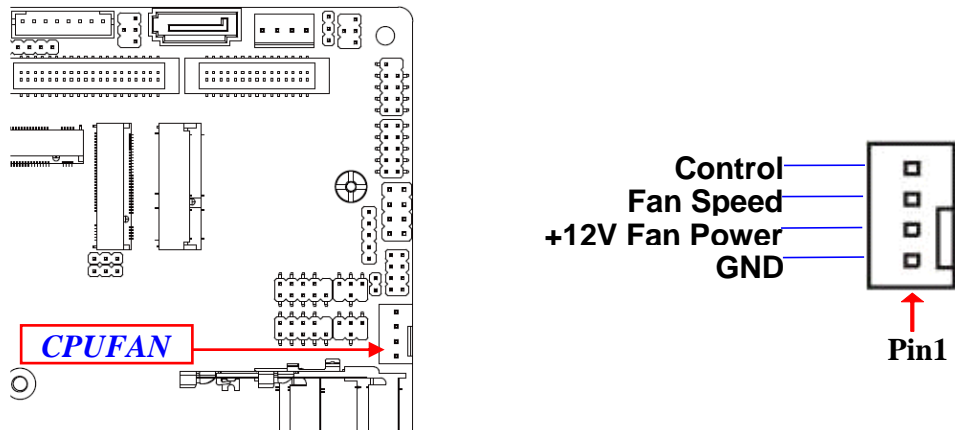 Control
Fan Speed
+12V Fan Power
GND
CPUFAN
Pin1